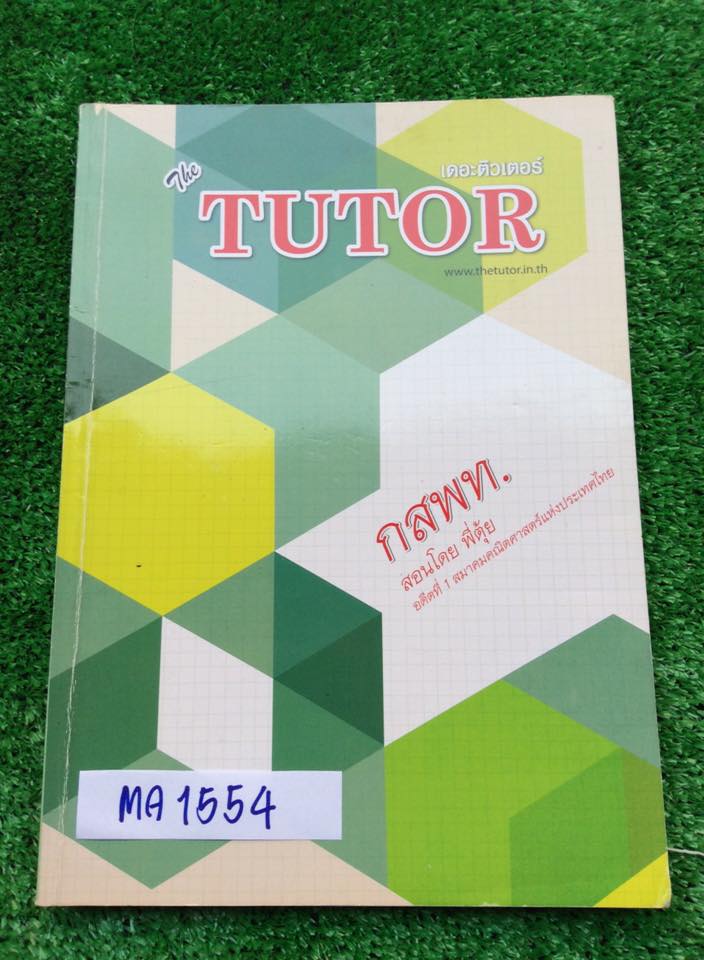 The
เดอะติวเตอร์
TUTOR
www.thetutor.in.th
กสพท.
สอนโดย พี่ตุ้ย
อดีตที่ 1 สมาคมคณิตศาสตร์แห่งประเทศไทย
MA 1554